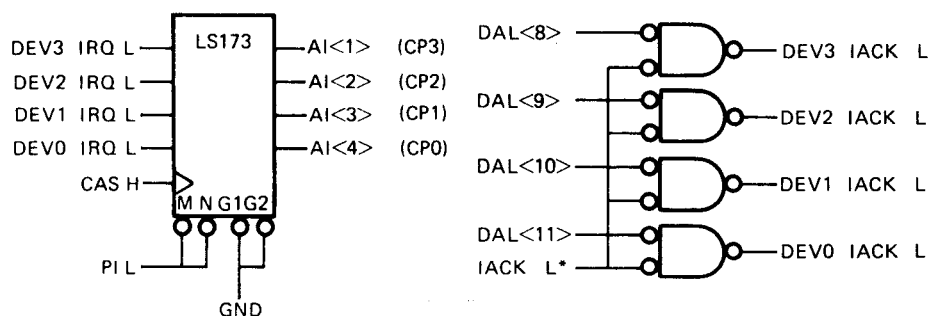 LS173
DEV3 IRQ L
AI<1> (CP3)
DEV2 IRQ L
AI<2> (CP2)
DEV1 IRQ L
AI<3> (CP1)
DEV0 IRQ L
AI<4> (CP0)
CAS H
M N G1 G2
PI L
GND
DAL<8>
DEV3 IACK L
DAL<9>
DEV2 IACK L
DAL<10>
DEV1 IACK L
DAL<11>
DEV0 IACK L
IACK L*